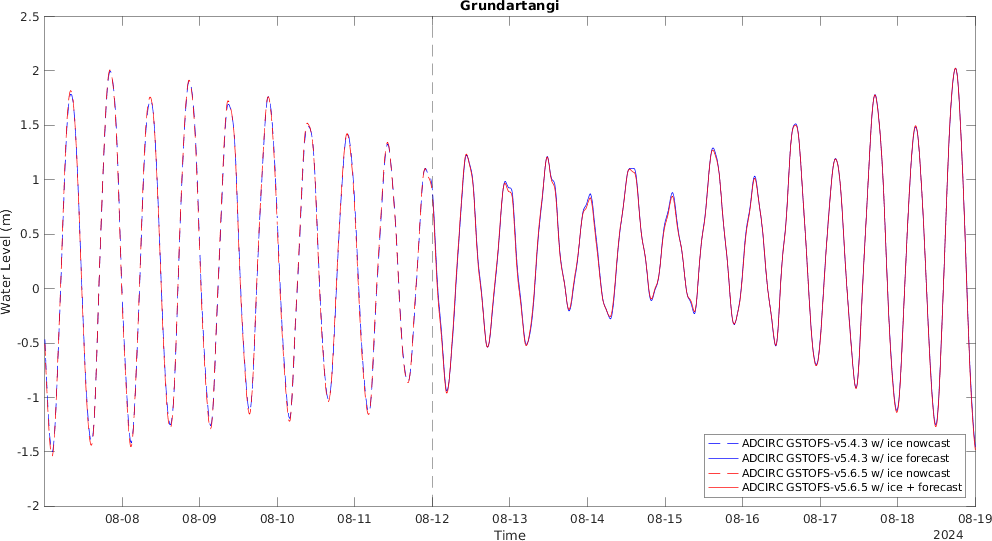 Grundartangi
2.5
2
1.5
1
0.5
0
-0.5
-1
-1.5
-2
Water Level (m)
ADCIRC GSTOFS-v5.4.3 w/ ice nowcast
ADCIRC GSTOFS-v5.4.3 w/ ice forecast
ADCIRC GSTOFS-v5.6.5 w/ ice nowcast
ADCIRC GSTOFS-v5.6.5 w/ ice + forecast
08-08 08-09 08-10 08-11 08-12 08-13 08-14 08-15 08-16 08-17 08-18 08-19
Time
2024